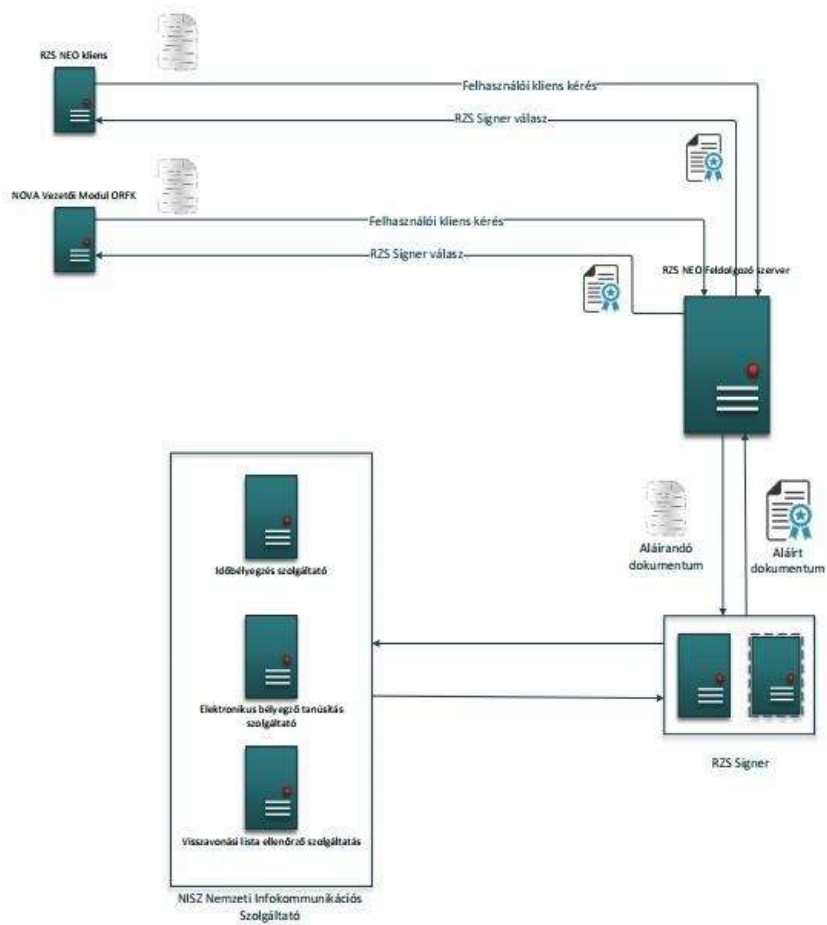 RZS NEO kliens
Felhasználói kliens kérés
RZS Signer válasz
NOVA Vezetői Modul ORFK
Felhasználói kliens kérés
RZS Signer válasz
RZS NEO Feldolgozó szerver
Aláírandó
dokumentum
Aláírt
dokumentum
Időbélyegzés szolgáltató
Elektronikus bélyegző tanúsítás
szolgáltató
Visszavonási lista ellenőrző szolgáltatás
RZS Signer
NISZ Nemzeti Infokommunikációs
Szolgáltató